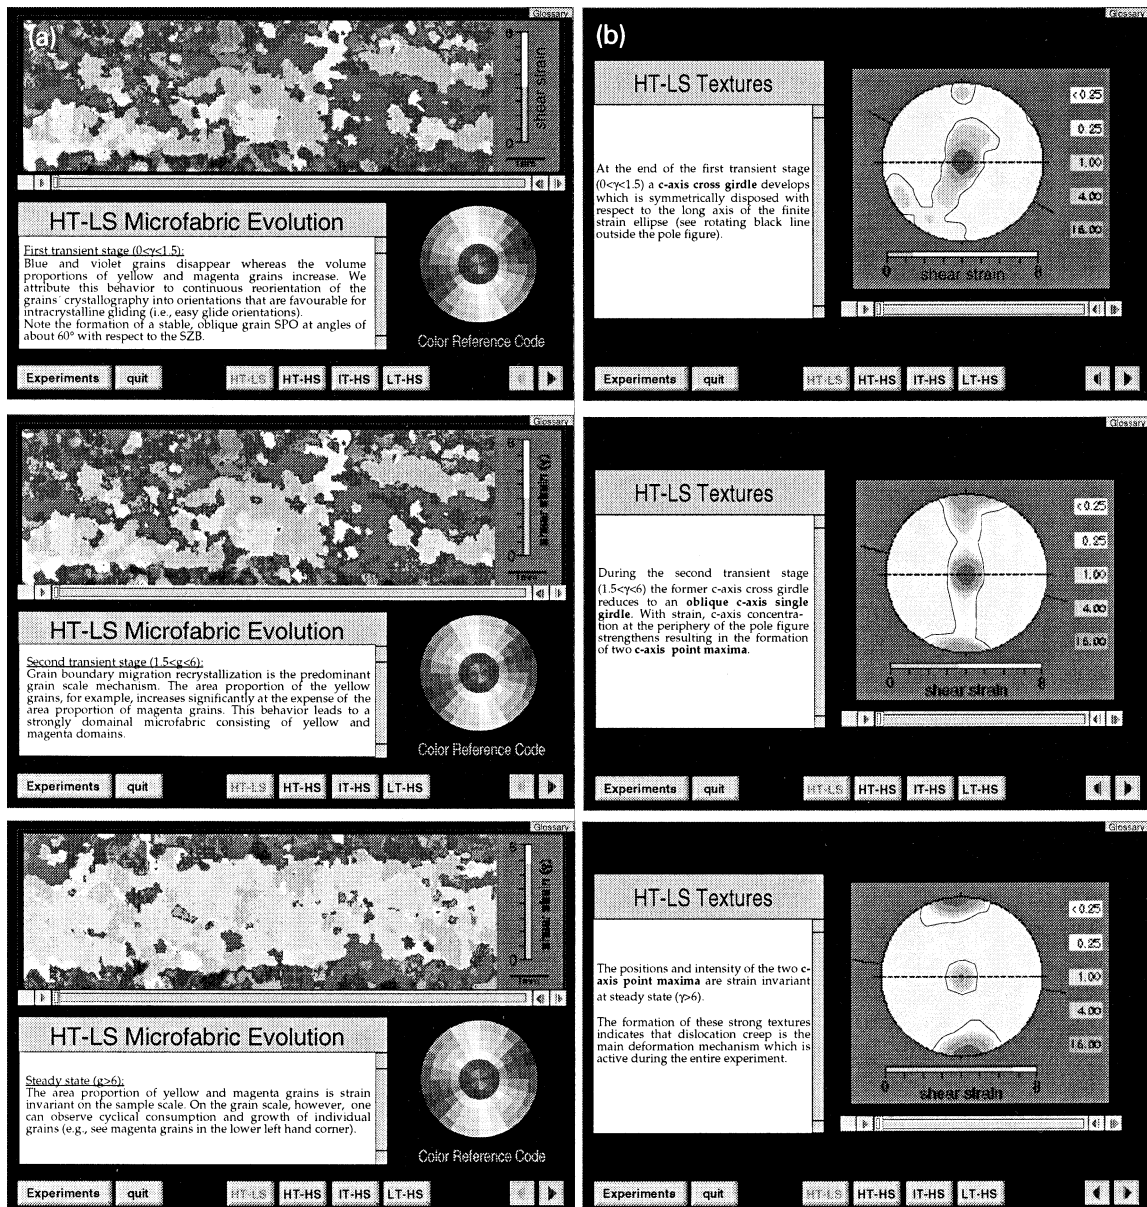 (a)
Glossary
8
0
shear strain
1mm
HT-LS Microfabric Evolution
First transient stage (0<γ<1.5):
Blue and violet grains disappear whereas the volume
proportions of yellow and magenta grains increase. We
attribute this behavior to continuous reorientation of the
grains' crystallography into orientations that are favourable for
intracrystalline gliding (i.e., easy glide orientations).
Note the formation of a stable, oblique grain SPO at angles of
about 60° with respect to the SZB.
Color Reference Code
Experiments quit HT-LS HT-HS IT-HS LT-HS
(b)
Glossary
HT-LS Textures
At the end of the first transient stage
(0<γ<1.5) a c-axis cross girdle develops
which is symmetrically disposed with
respect to the long axis of the finite
strain ellipse (see rotating black line
outside the pole figure).
<0.25
0.25
1.00
4.00
16.00
0 8
shear strain
Experiments quit HT-LS HT-HS IT-HS LT-HS
Glossary
0
1mm
HT-LS Microfabric Evolution
Second transient stage (1.5<g<6):
Grain boundary migration recrystallization is the predominant
grain scale mechanism. The area proportion of the yellow
grains, for example, increases significantly at the expense of the
area proportion of magenta grains. This behavior leads to a
strongly domainal microfabric consisting of yellow and
magenta domains.
Color Reference Code
Experiments quit HT-LS HT-HS IT-HS LT-HS
Glossary
HT-LS Textures
During the second transient stage
(1.5<γ<6) the former c-axis cross girdle
reduces to an oblique c-axis single
girdle. With strain, c-axis concentra-
tion at the periphery of the pole figure
strengthens resulting in the formation
of two c-axis point maxima.
<0.25
0.25
1.00
4.00
16.00
0 8
shear strain
Experiments quit HT-LS HT-HS IT-HS LT-HS
Glossary
0
1mm
HT-LS Microfabric Evolution
Steady state (g>6):
The area proportion of yellow and magenta grains is strain
invariant on the sample scale. On the grain scale, however, one
can observe cyclical consumption and growth of individual
grains (e.g., see magenta grains in the lower left hand corner).
Color Reference Code
Experiments quit HT-LS HT-HS IT-HS LT-HS
Glossary
HT-LS Textures
The positions and intensity of the two c-
axis point maxima are strain invariant
at steady state (γ>6).
The formation of these strong textures
indicates that dislocation creep is the
main deformation mechanism which is
active during the entire experiment.
<0.25
0.25
1.00
4.00
16.00
0 8
shear strain
Experiments quit HT-LS HT-HS IT-HS LT-HS